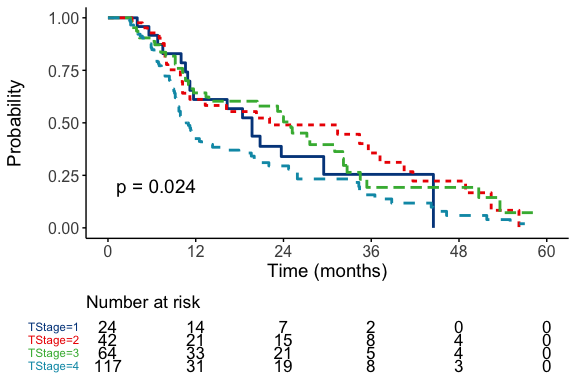 1.00
0.75
0.50
0.25
0.00
Probability
p = 0.024
0 12 24 36 48 60
Time (months)
Number at risk
TStage=1 24 14 7 2 0 0
TStage=2 42 21 15 8 4 0
TStage=3 64 33 21 5 4 0
TStage=4 117 31 19 8 3 0